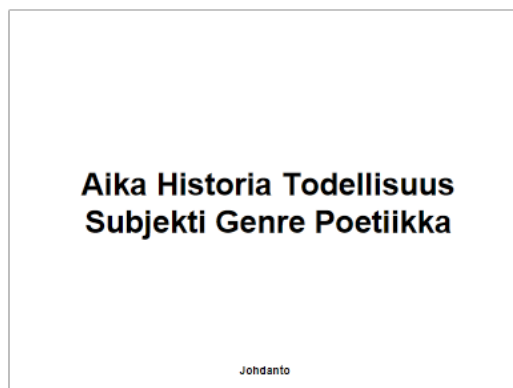 Aika Historia Todellisuus
Subjekti Genre Poetiikka
Johdanto